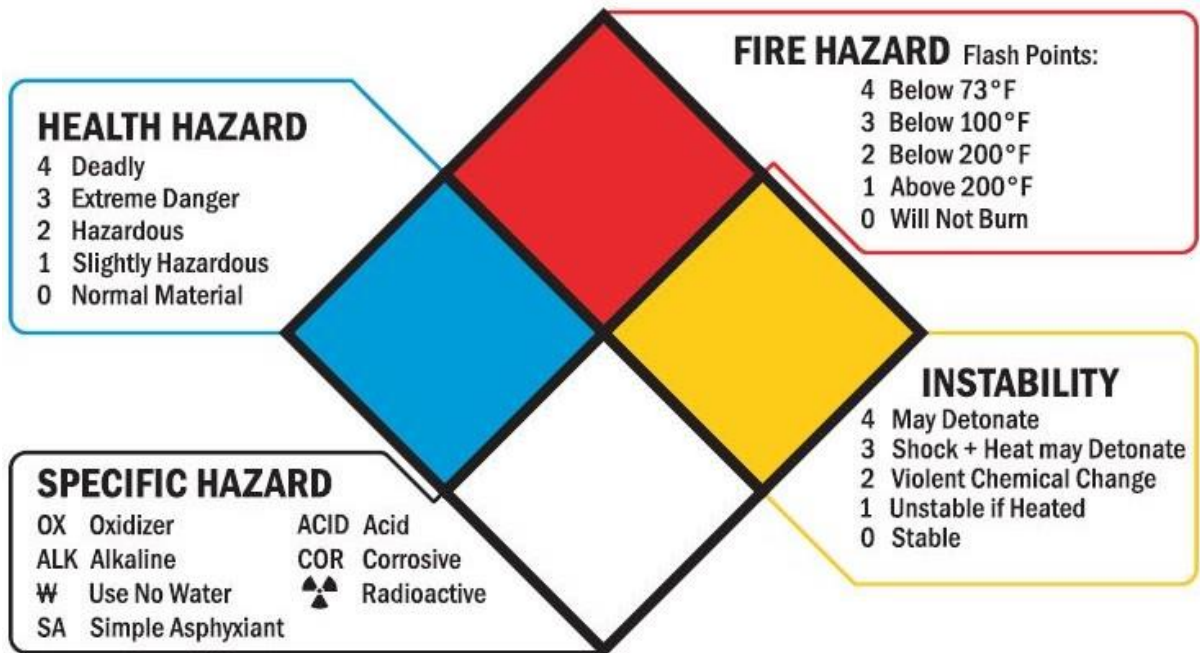 FIRE HAZARD Flash Points:
4 Below 73°F
3 Below 100°F
2 Below 200°F
1 Above 200°F
0 Will Not Burn
HEALTH HAZARD
4 Deadly
3 Extreme Danger
2 Hazardous
1 Slightly Hazardous
0 Normal Material
INSTABILITY
4 May Detonate
3 Shock + Heat may Detonate
2 Violent Chemical Change
1 Unstable if Heated
0 Stable
SPECIFIC HAZARD
OX Oxidizer ACID Acid
ALK Alkaline COR Corrosive
W̶ Use No Water ☢ Radioactive
SA Simple Asphyxiant